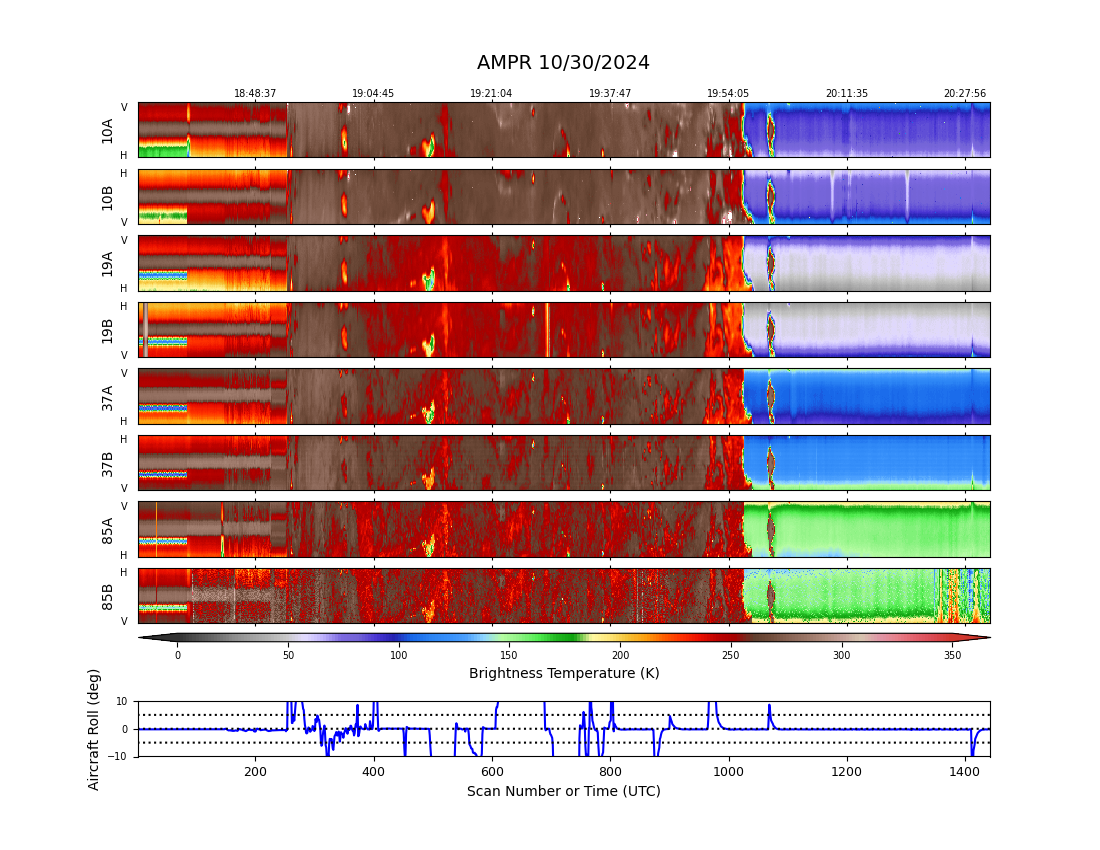 AMPR 10/30/2024
18:48:37 19:04:45 19:21:04 19:37:47 19:54:05 20:11:35 20:27:56
V 10A H
H 10B V
V 19A H
H 19B V
V 37A H
H 37B V
V 85A H
H 85B V
0 50 100 150 200 250 300 350
Brightness Temperature (K)
Aircraft Roll (deg)
10
0
−10
200 400 600 800 1000 1200 1400
Scan Number or Time (UTC)